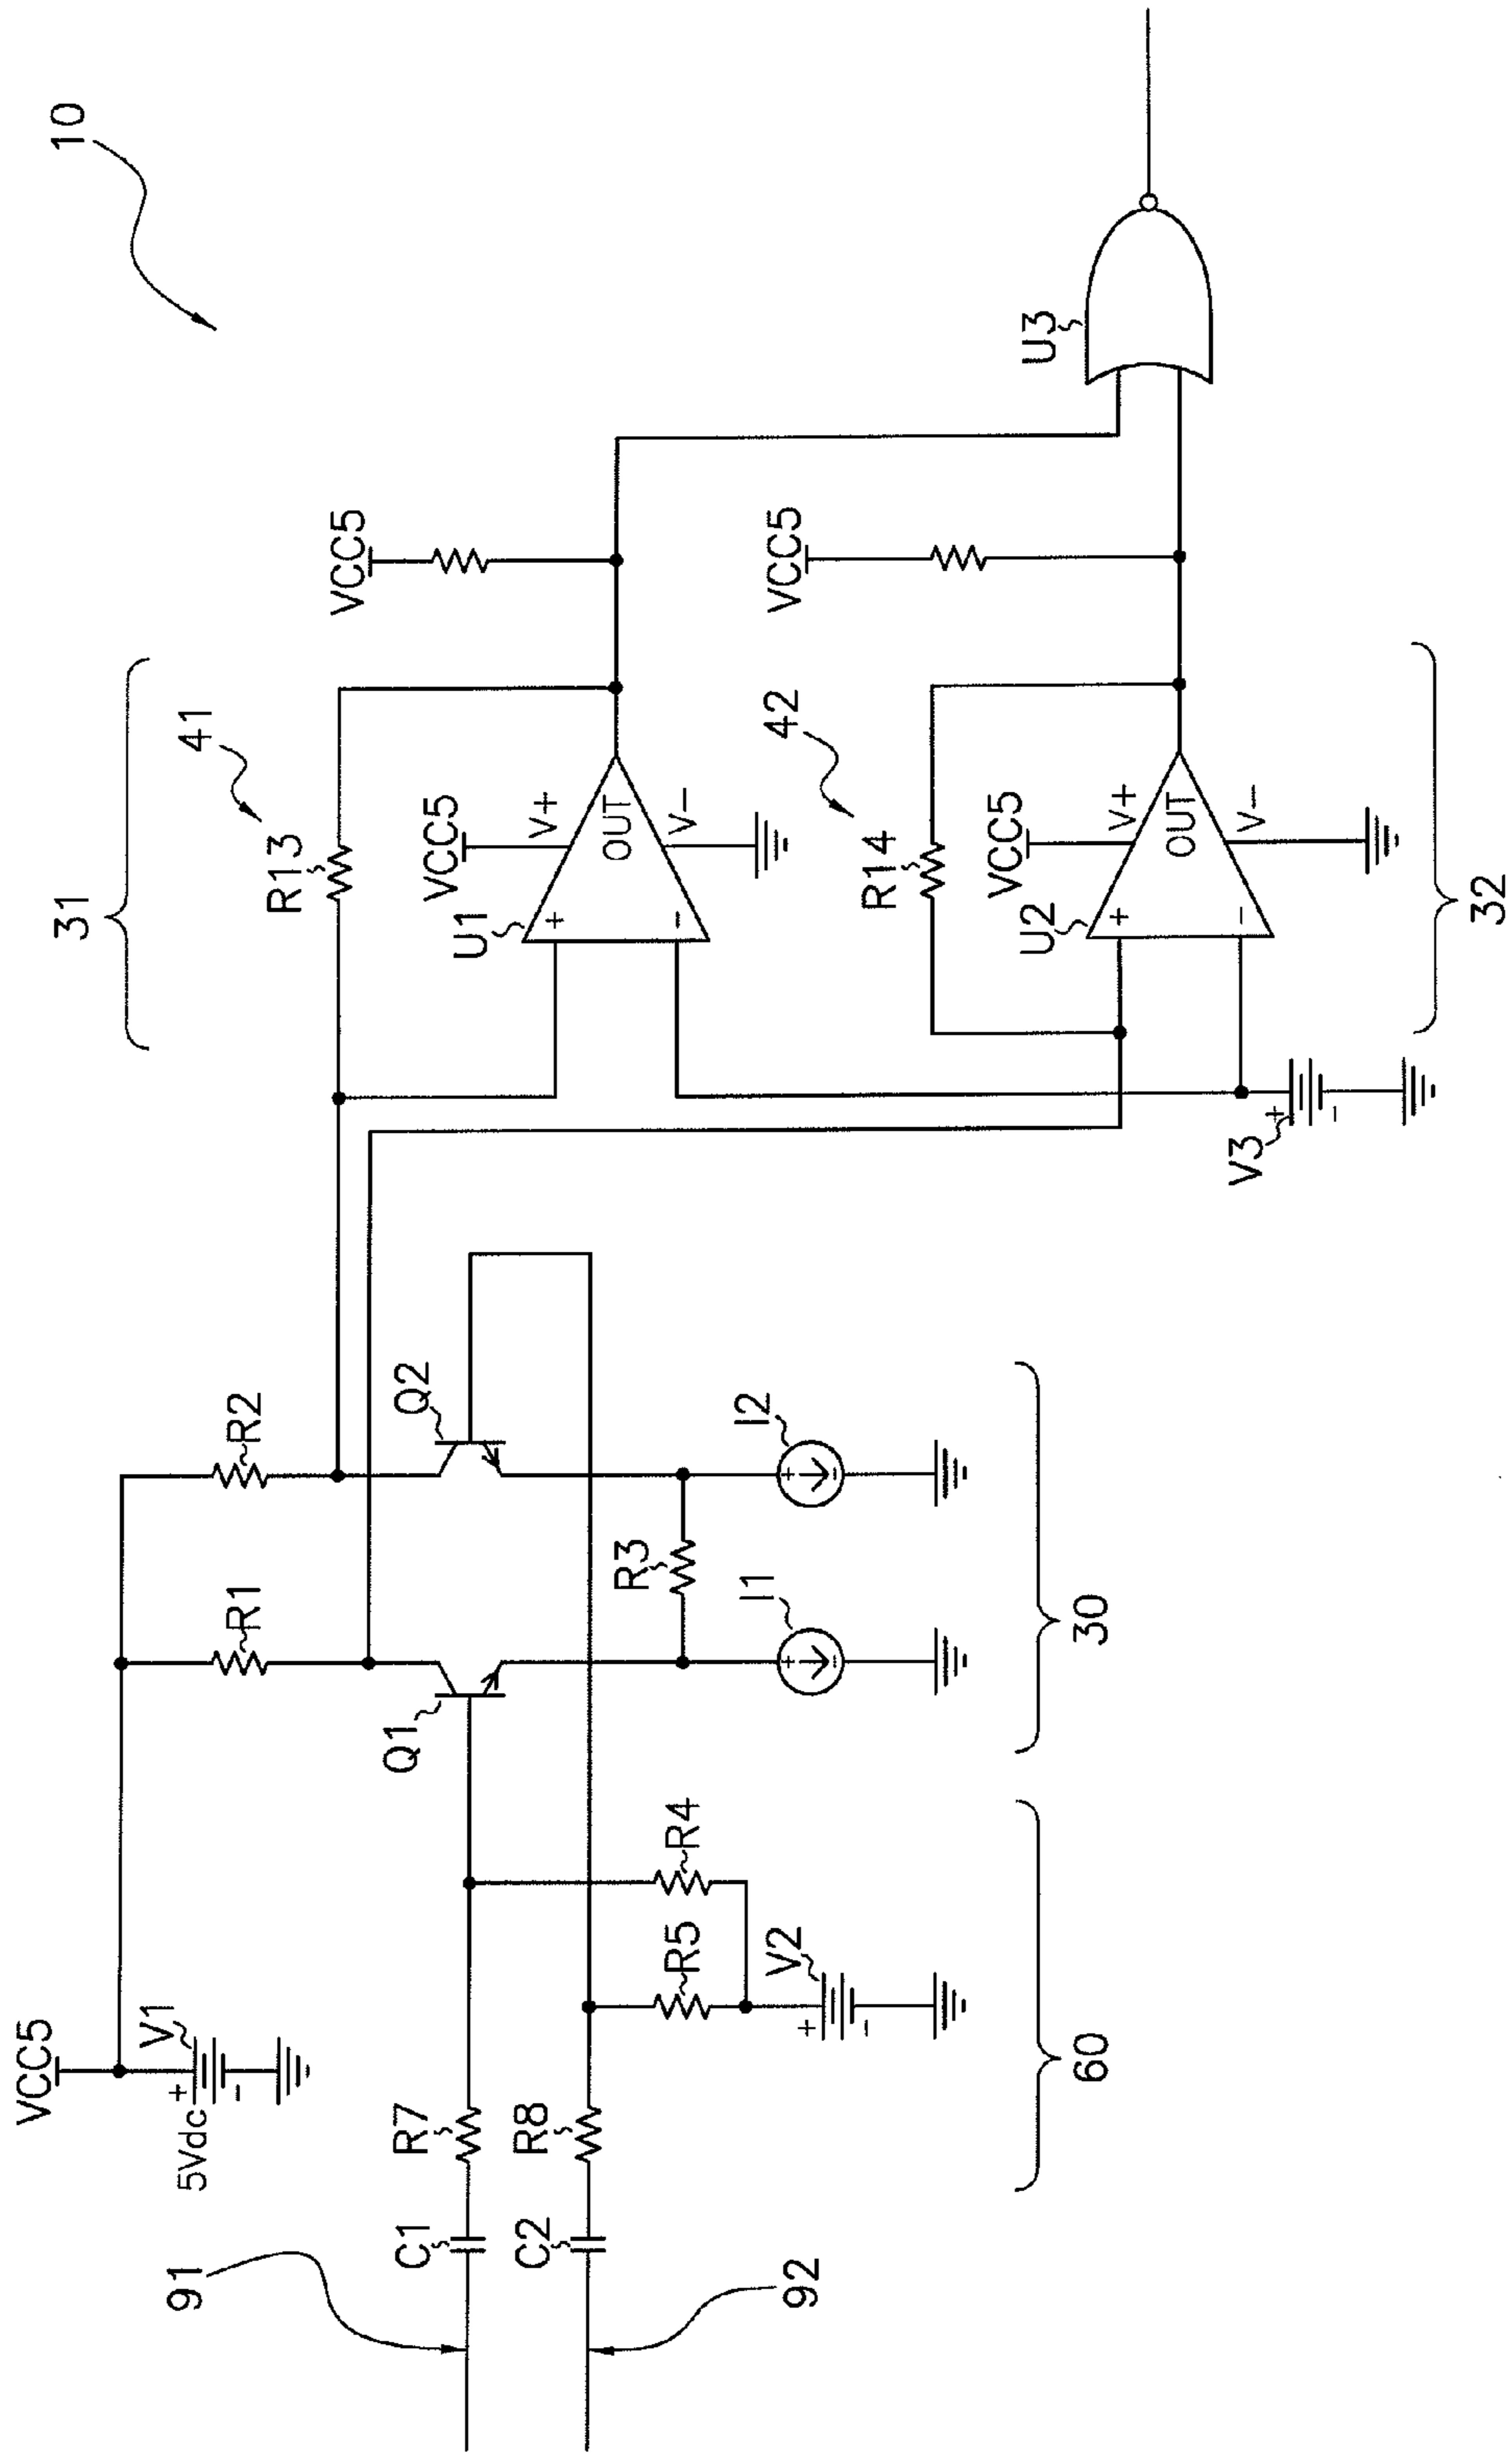 10
31
41
R13
VCC5
VCC5
V+
U1
+
OUT
-
V-
U3
42
VCC5
R14
VCC5
V+
U2
+
OUT
-
V-
32
+
V3
-
VCC5
V1
+
5Vdc
-
R1
R2
Q1
Q2
R3
I1
+
-
I2
+
-
30
91
C1
R7
C2
R8
92
R5
R4
V2
+
-
60